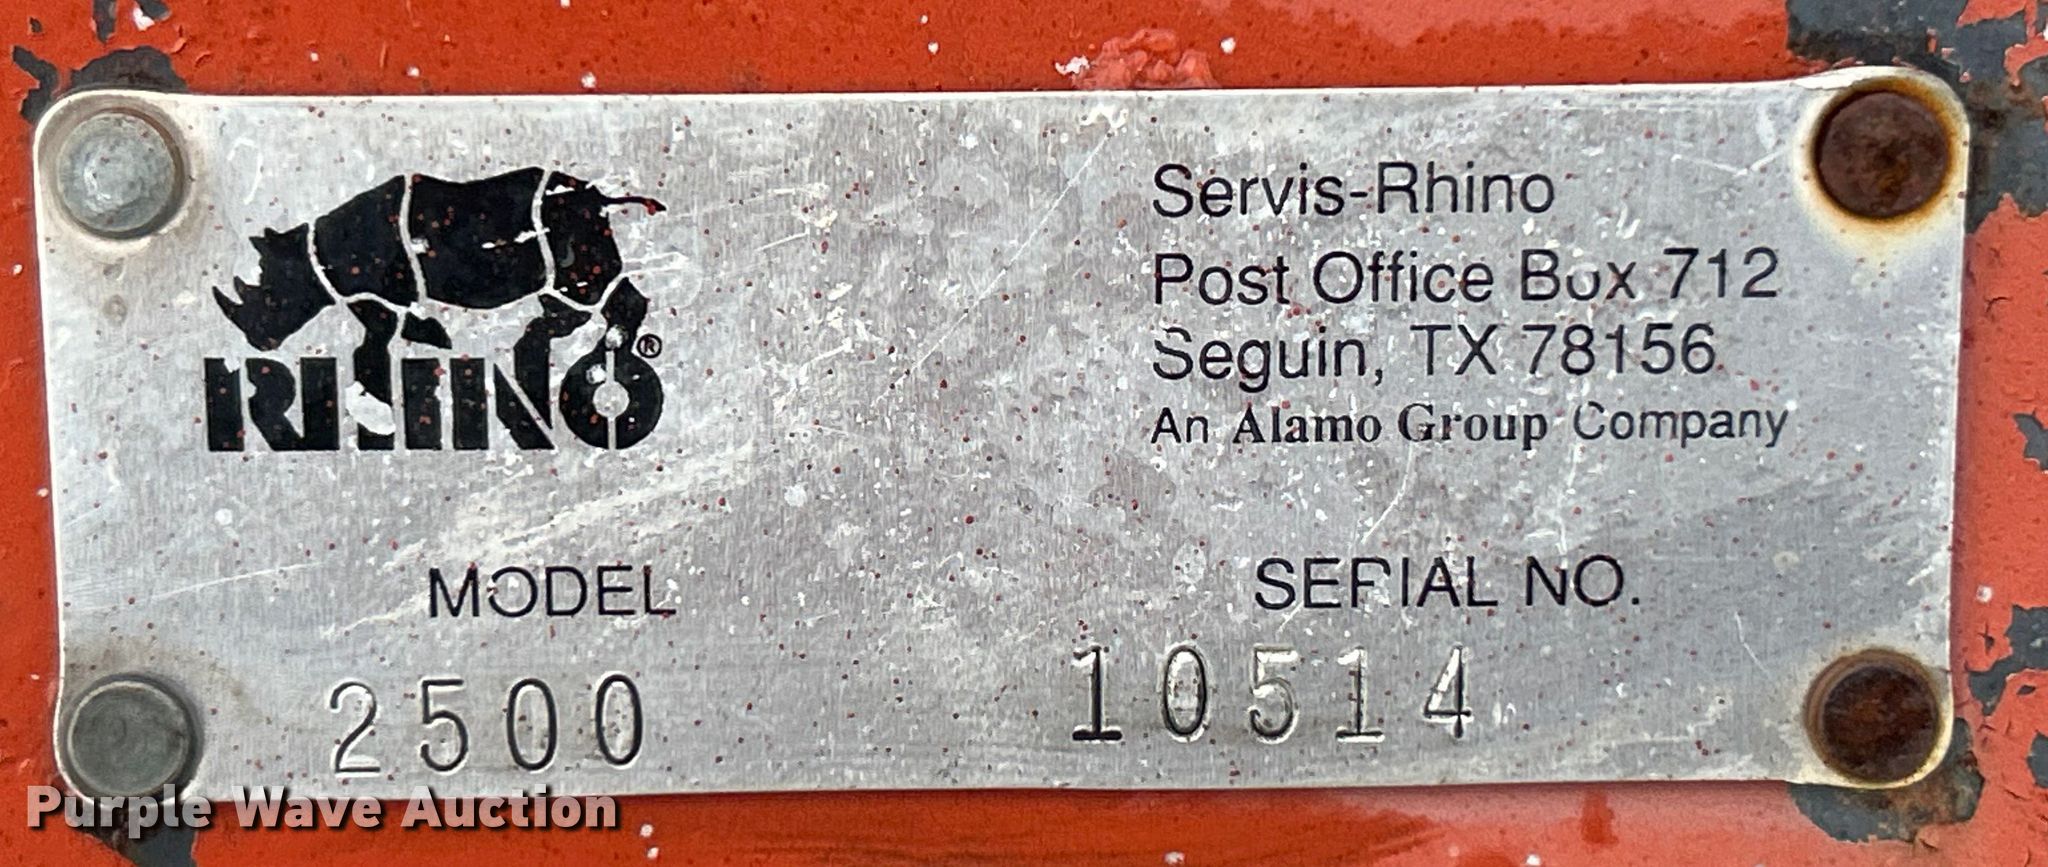 RHINO®
Servis-Rhino
Post Office Box 712
Seguin, TX 78156
An Alamo Group Company
MODEL
2500
SERIAL NO.
10514
Purple Wave Auction